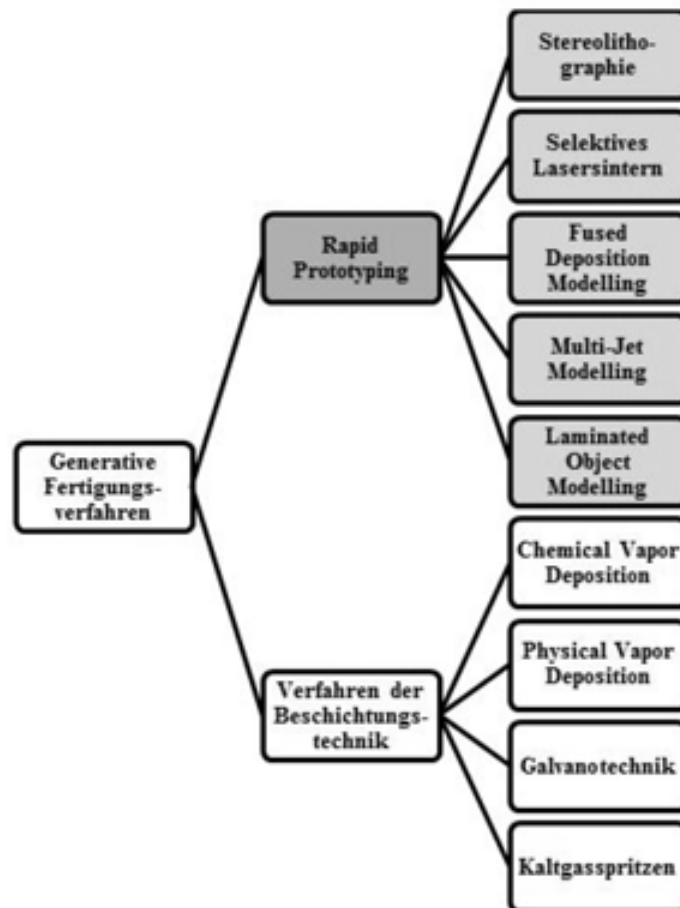 Stereolitho-
graphie
Selektives
Lasersintern
Rapid
Prototyping
Fused
Deposition
Modelling
Multi-Jet
Modelling
Laminated
Object
Modelling
Generative
Fertigungs-
verfahren
Chemical Vapor
Deposition
Physical Vapor
Deposition
Verfahren der
Beschichtungs-
technik
Galvanotechnik
Kaltgasspritzen